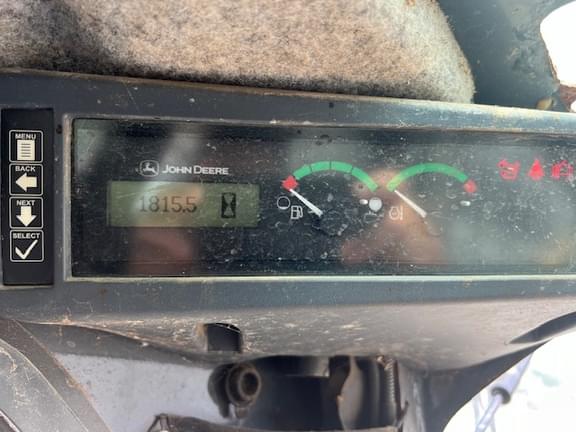 MENU
BACK
NEXT
SELECT
JOHN DEERE
1815.5